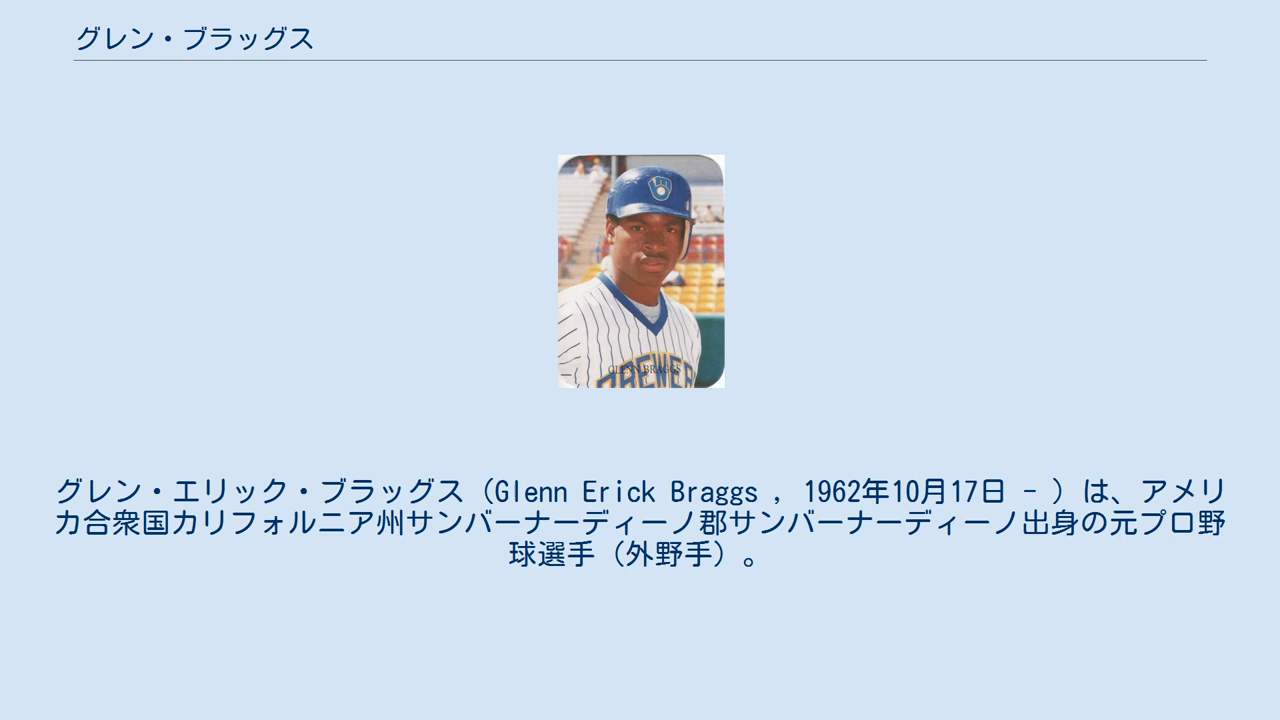 グレン・ブラッグス
BREWER
GLENN BRAGGS
グレン・エリック・ブラッグス（Glenn Erick Braggs , 1962年10月17日 - ）は、アメリ
カ合衆国カリフォルニア州サンバーナーディーノ郡サンバーナーディーノ出身の元プロ野
球選手（外野手）。